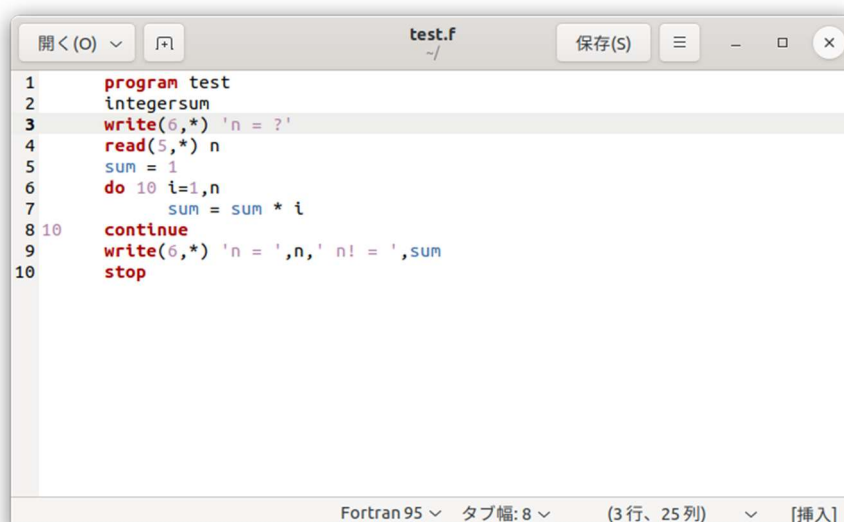 開く(O)
test.f
~/
保存(S)
1 program test
2 integersum
3 write(6,*) 'n = ?'
4 read(5,*) n
5 sum = 1
6 do 10 i=1,n
7 sum = sum * i
8 10 continue
9 write(6,*) 'n = ',n,' n! = ',sum
10 stop
Fortran 95 タブ幅: 8 (3 行、25 列) [挿入]